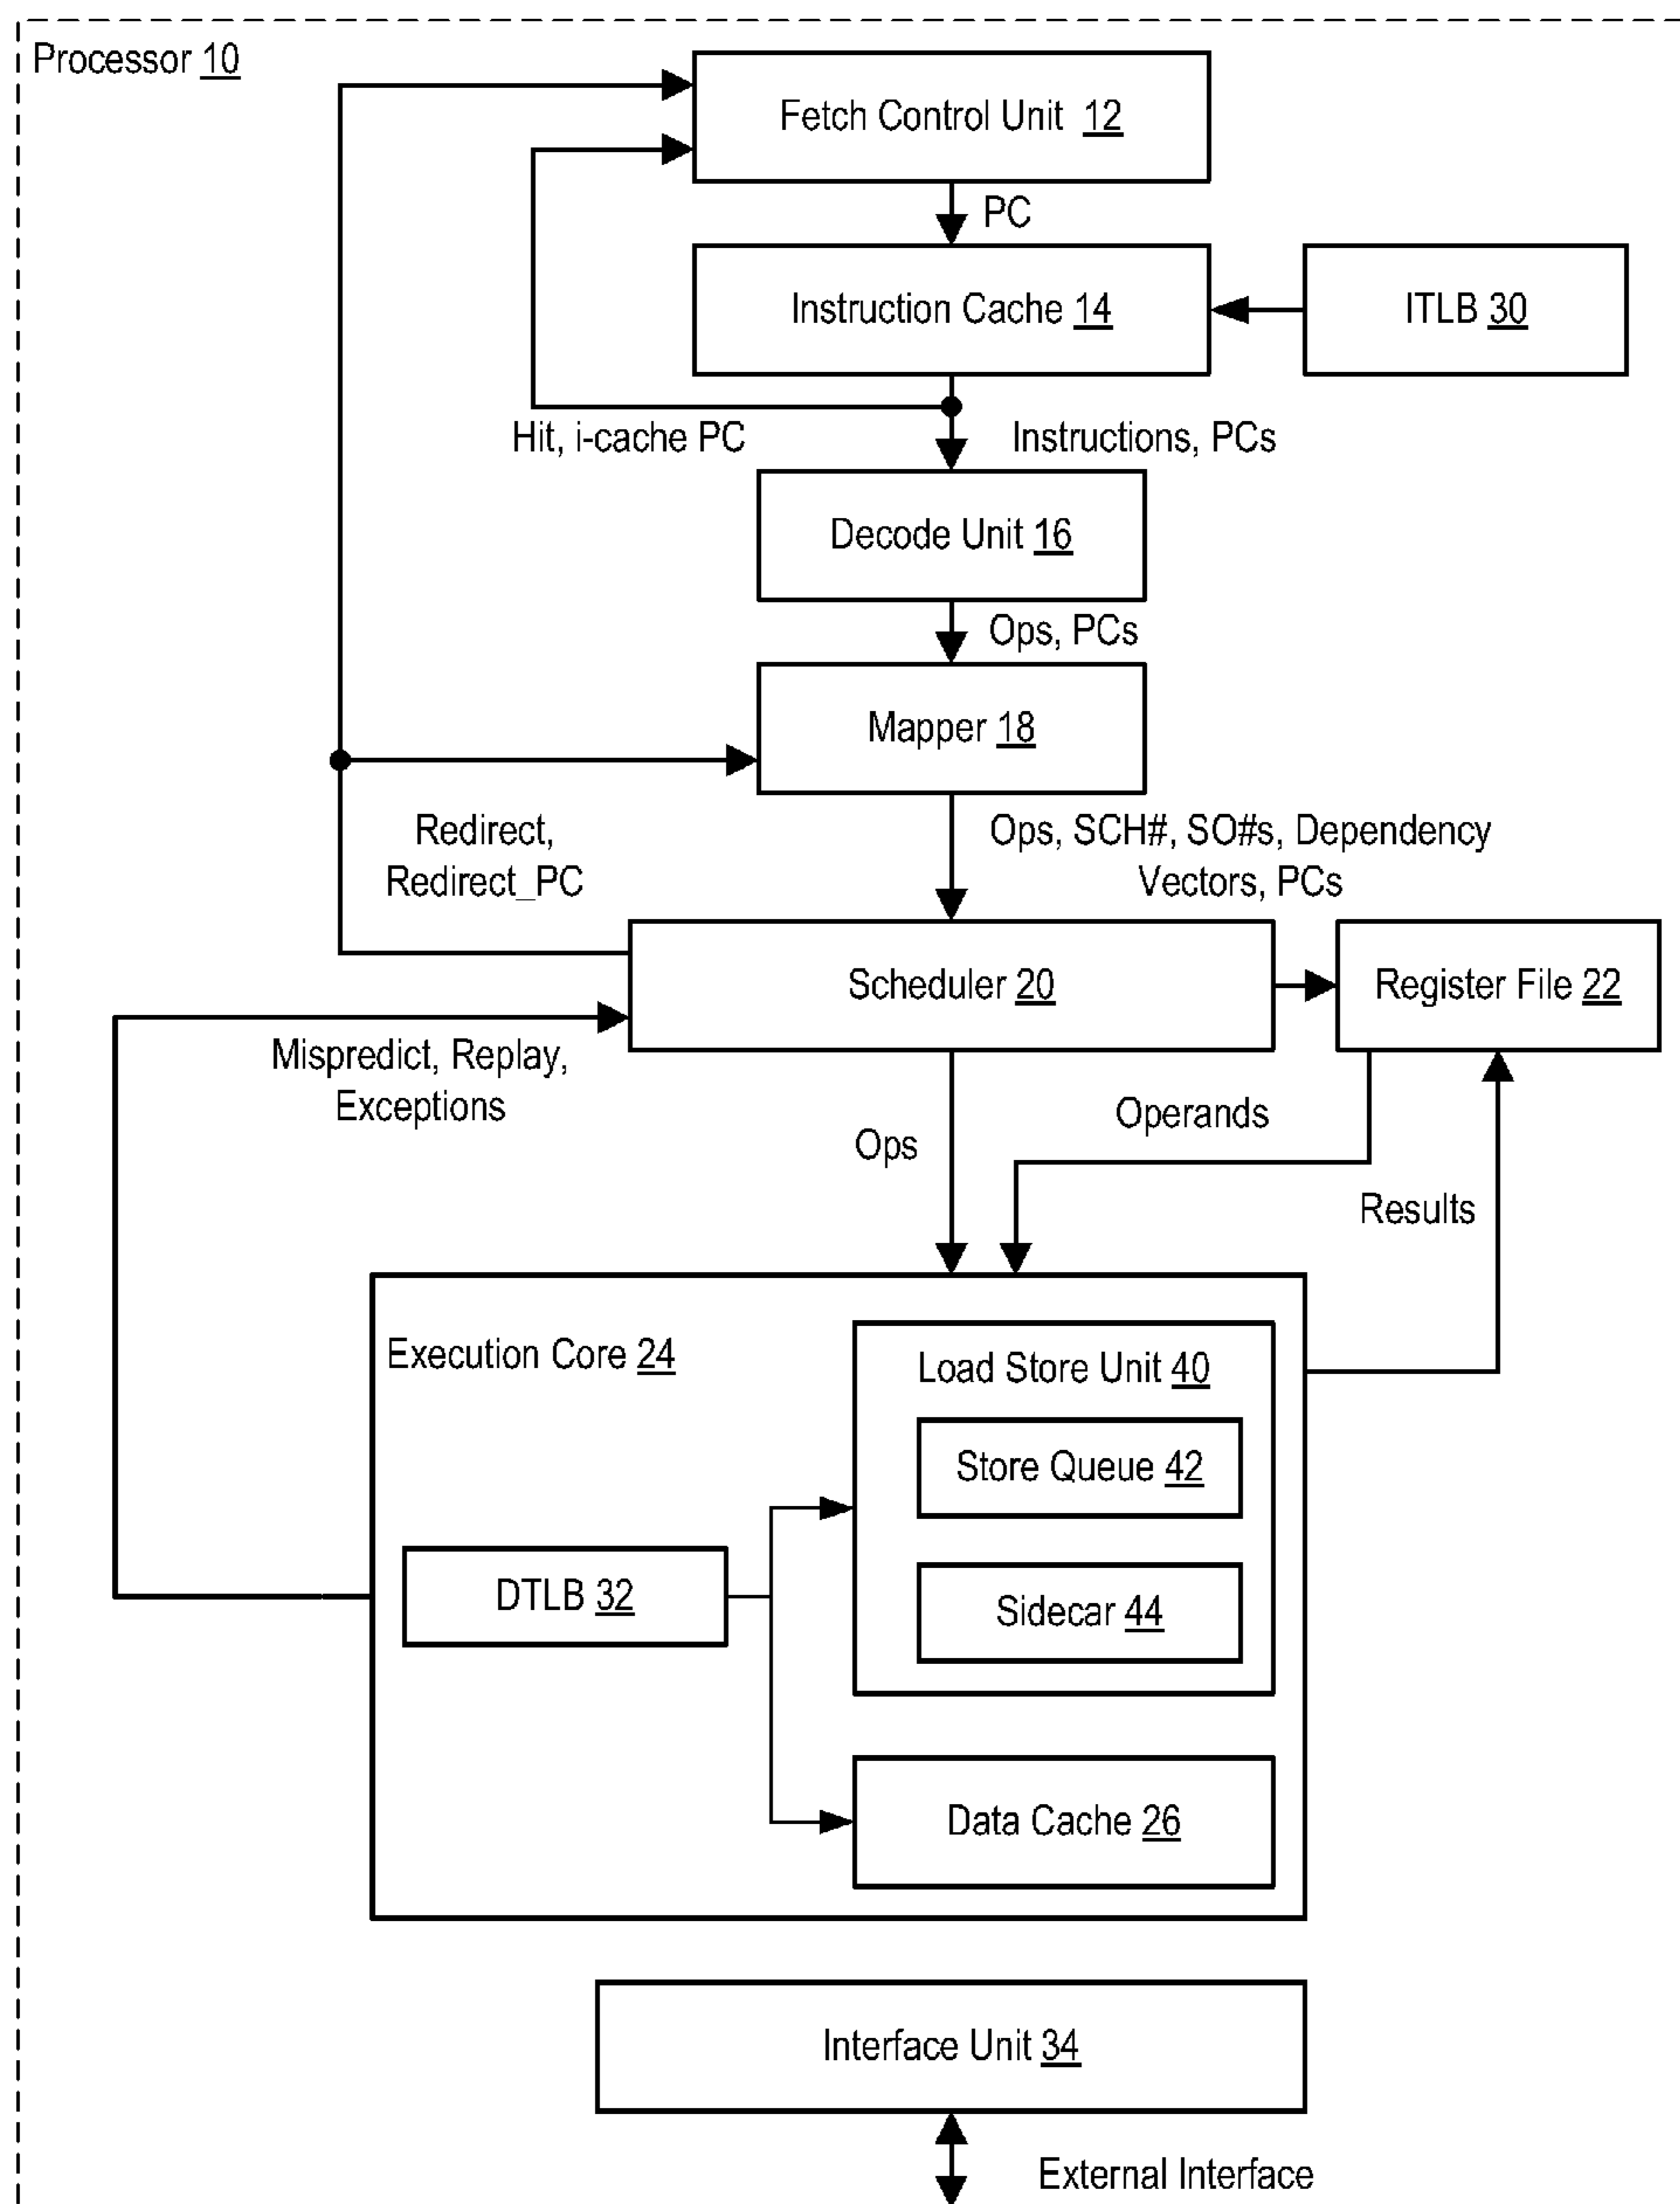 Processor 10
Fetch Control Unit 12
PC
Instruction Cache 14
ITLB 30
Hit, i-cache PC
Instructions, PCs
Decode Unit 16
Ops, PCs
Mapper 18
Redirect,
Redirect_PC
Ops, SCH#, SO#s, Dependency
Vectors, PCs
Scheduler 20
Register File 22
Mispredict, Replay,
Exceptions
Ops
Operands
Results
Execution Core 24
Load Store Unit 40
Store Queue 42
Sidecar 44
DTLB 32
Data Cache 26
Interface Unit 34
External Interface